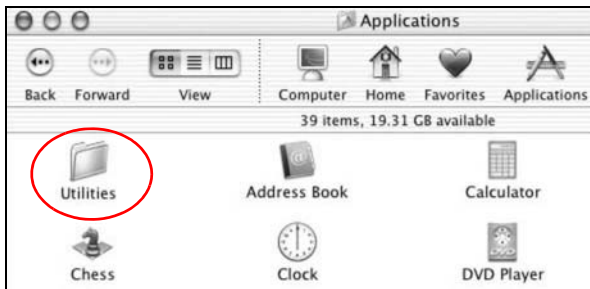 Applications
Back Forward View Computer Home Favorites Applications
39 items, 19.31 GB available
Utilities Address Book Calculator
Chess Clock DVD Player